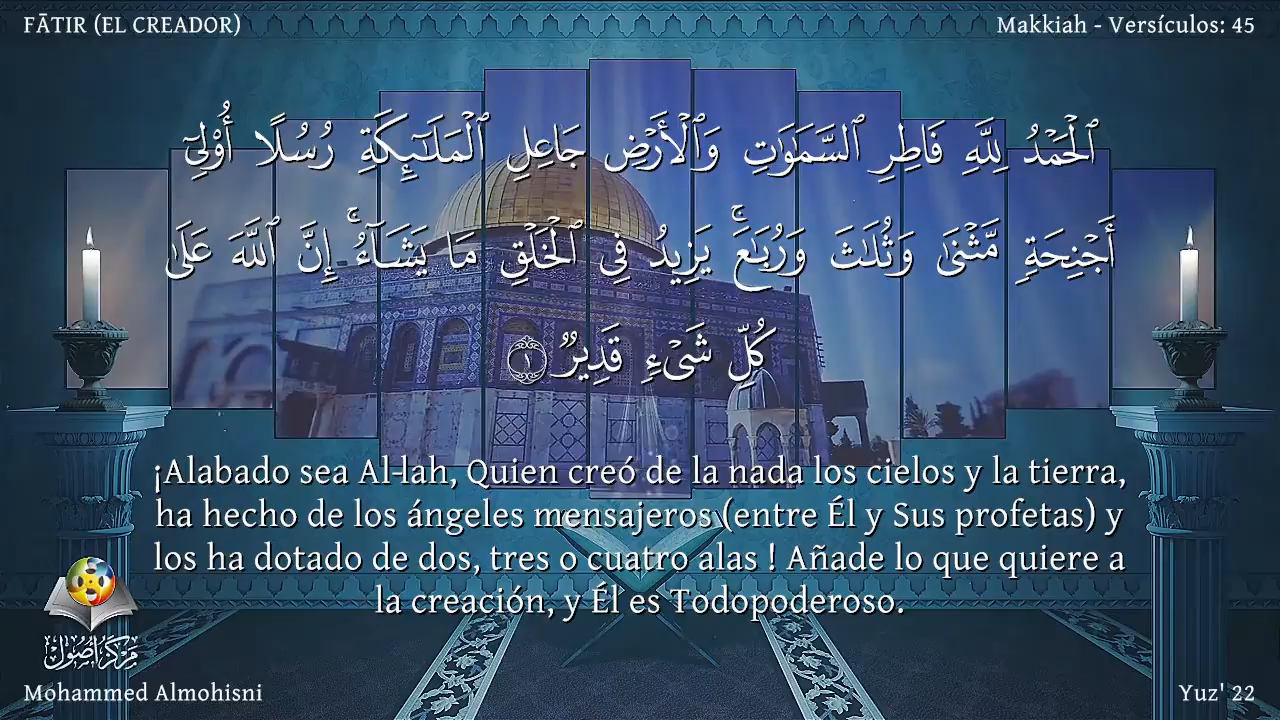 FĀTIR (EL CREADOR)
Makkiah - Versículos: 45
ٱلْحَمْدُ لِلَّهِ فَاطِرِ ٱلسَّمَٰوَٰتِ وَٱلْأَرْضِ جَاعِلِ ٱلْمَلَٰٓئِكَةِ رُسُلًا أُو۟لِىٓ
أَجْنِحَةٍ مَّثْنَىٰ وَثُلَٰثَ وَرُبَٰعَ ۚ يَزِيدُ فِى ٱلْخَلْقِ مَا يَشَآءُ ۚ إِنَّ ٱللَّهَ عَلَىٰ
كُلِّ شَىْءٍ قَدِيرٌ ١
¡Alabado sea Al-lah, Quien creó de la nada los cielos y la tierra,
ha hecho de los ángeles mensajeros (entre Él y Sus profetas) y
los ha dotado de dos, tres o cuatro alas ! Añade lo que quiere a
la creación, y Él es Todopoderoso.
مركز أصول
Mohammed Almohisni
Yuz' 22